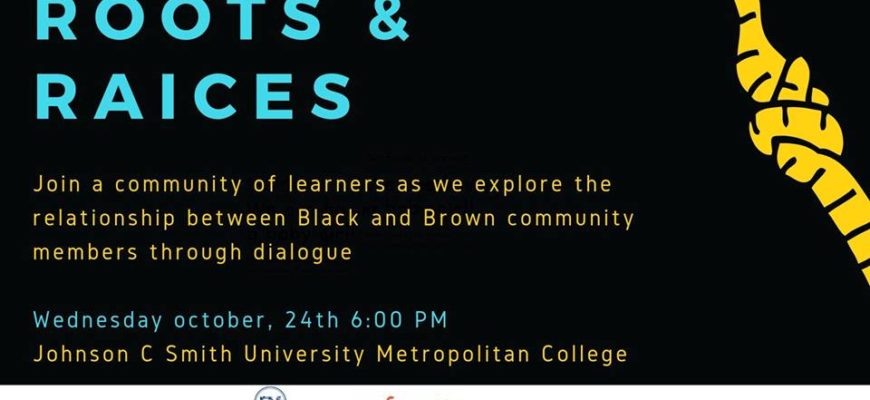 ROOTS &
RAICES
Join a community of learners as we explore the
relationship between Black and Brown community
members through dialogue
Wednesday october, 24th 6:00 PM
Johnson C Smith University Metropolitan College